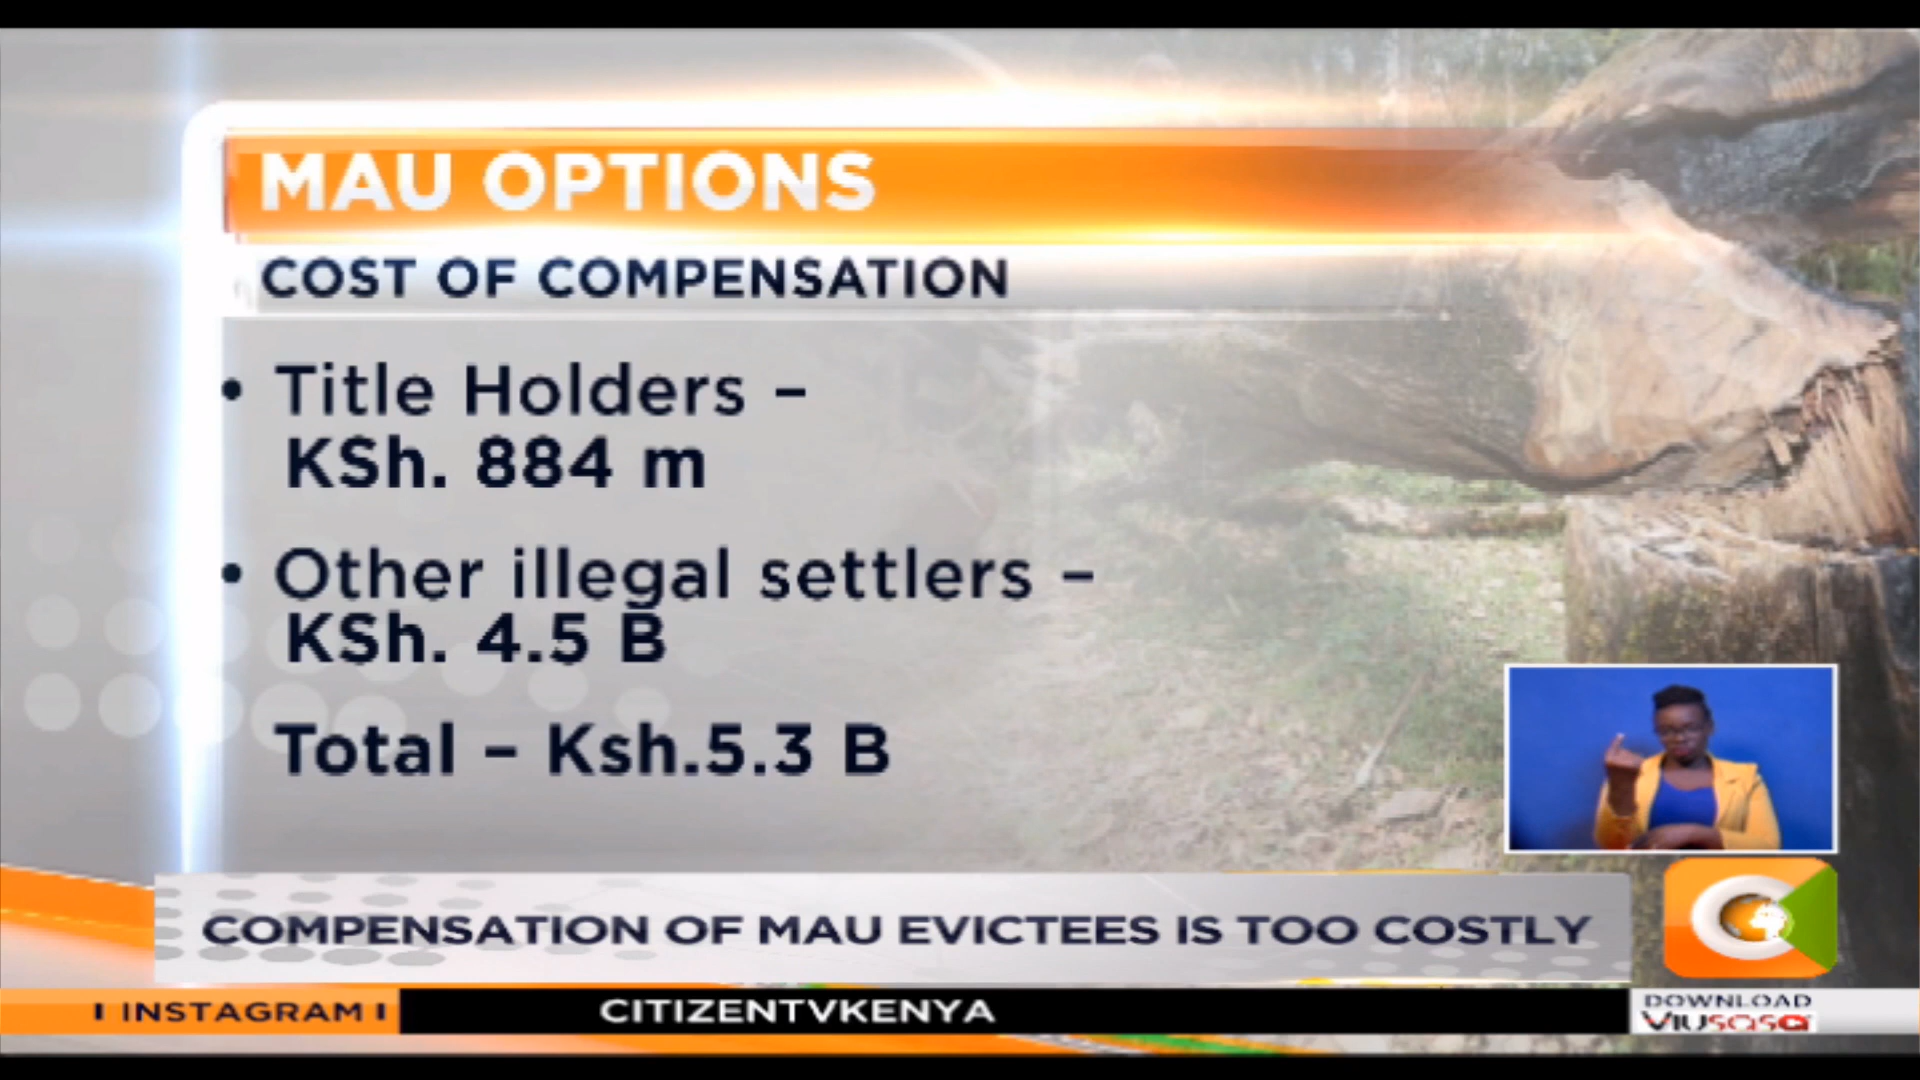 MAU OPTIONS
COST OF COMPENSATION
• Title Holders –
KSh. 884 m
• Other illegal settlers –
KSh. 4.5 B
Total – Ksh.5.3 B
COMPENSATION OF MAU EVICTEES IS TOO COSTLY
INSTAGRAM
CITIZENTVKENYA
DOWNLOAD
VIUSASA